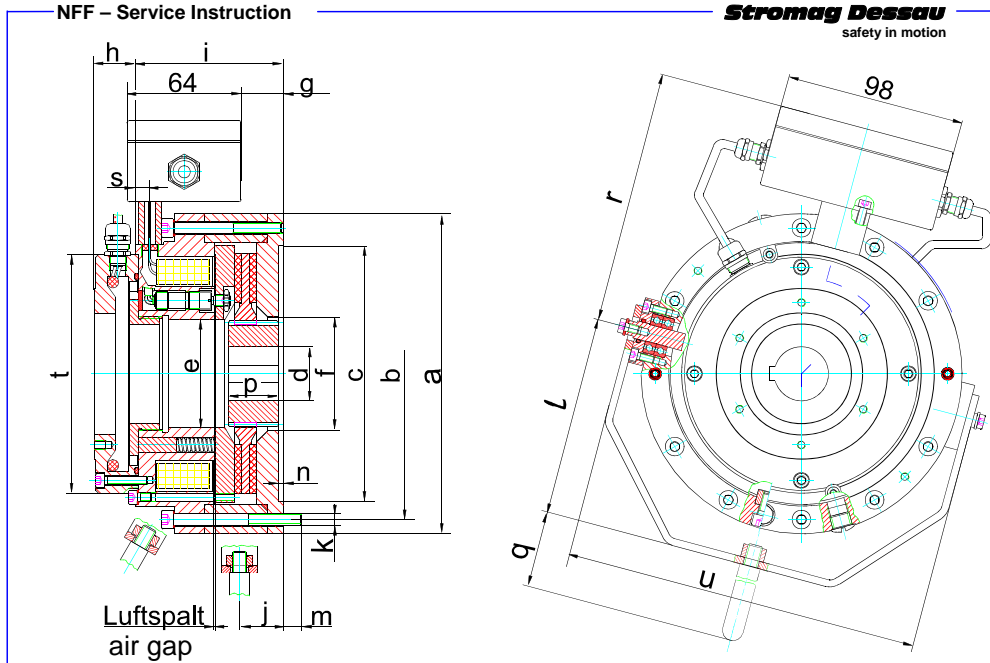 NFF – Service Instruction
Stromag Dessau
safety in motion
h
i
64
g
s
t
e
p
d
f
c
b
a
n
k
Luftspalt
air gap
j
m
98
r
l
q
u